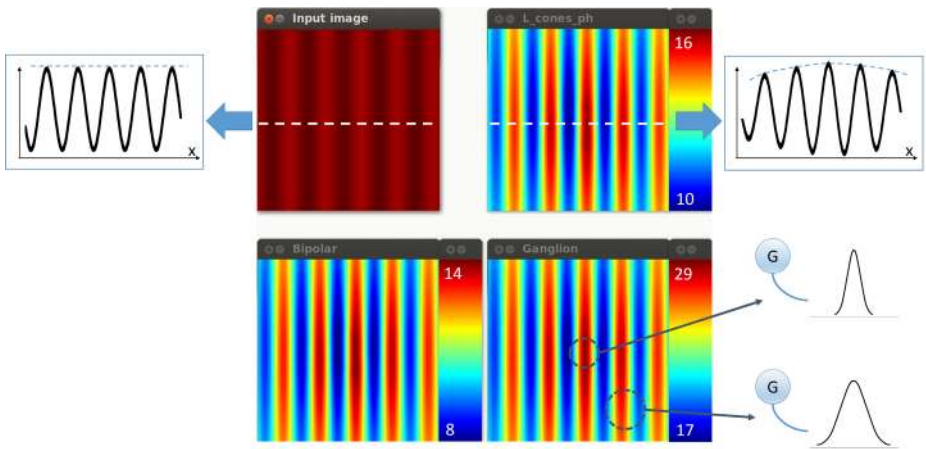 Input image
L_cones_ph
16
10
X
X
Bipolar
14
8
Ganglion
29
17
G
G